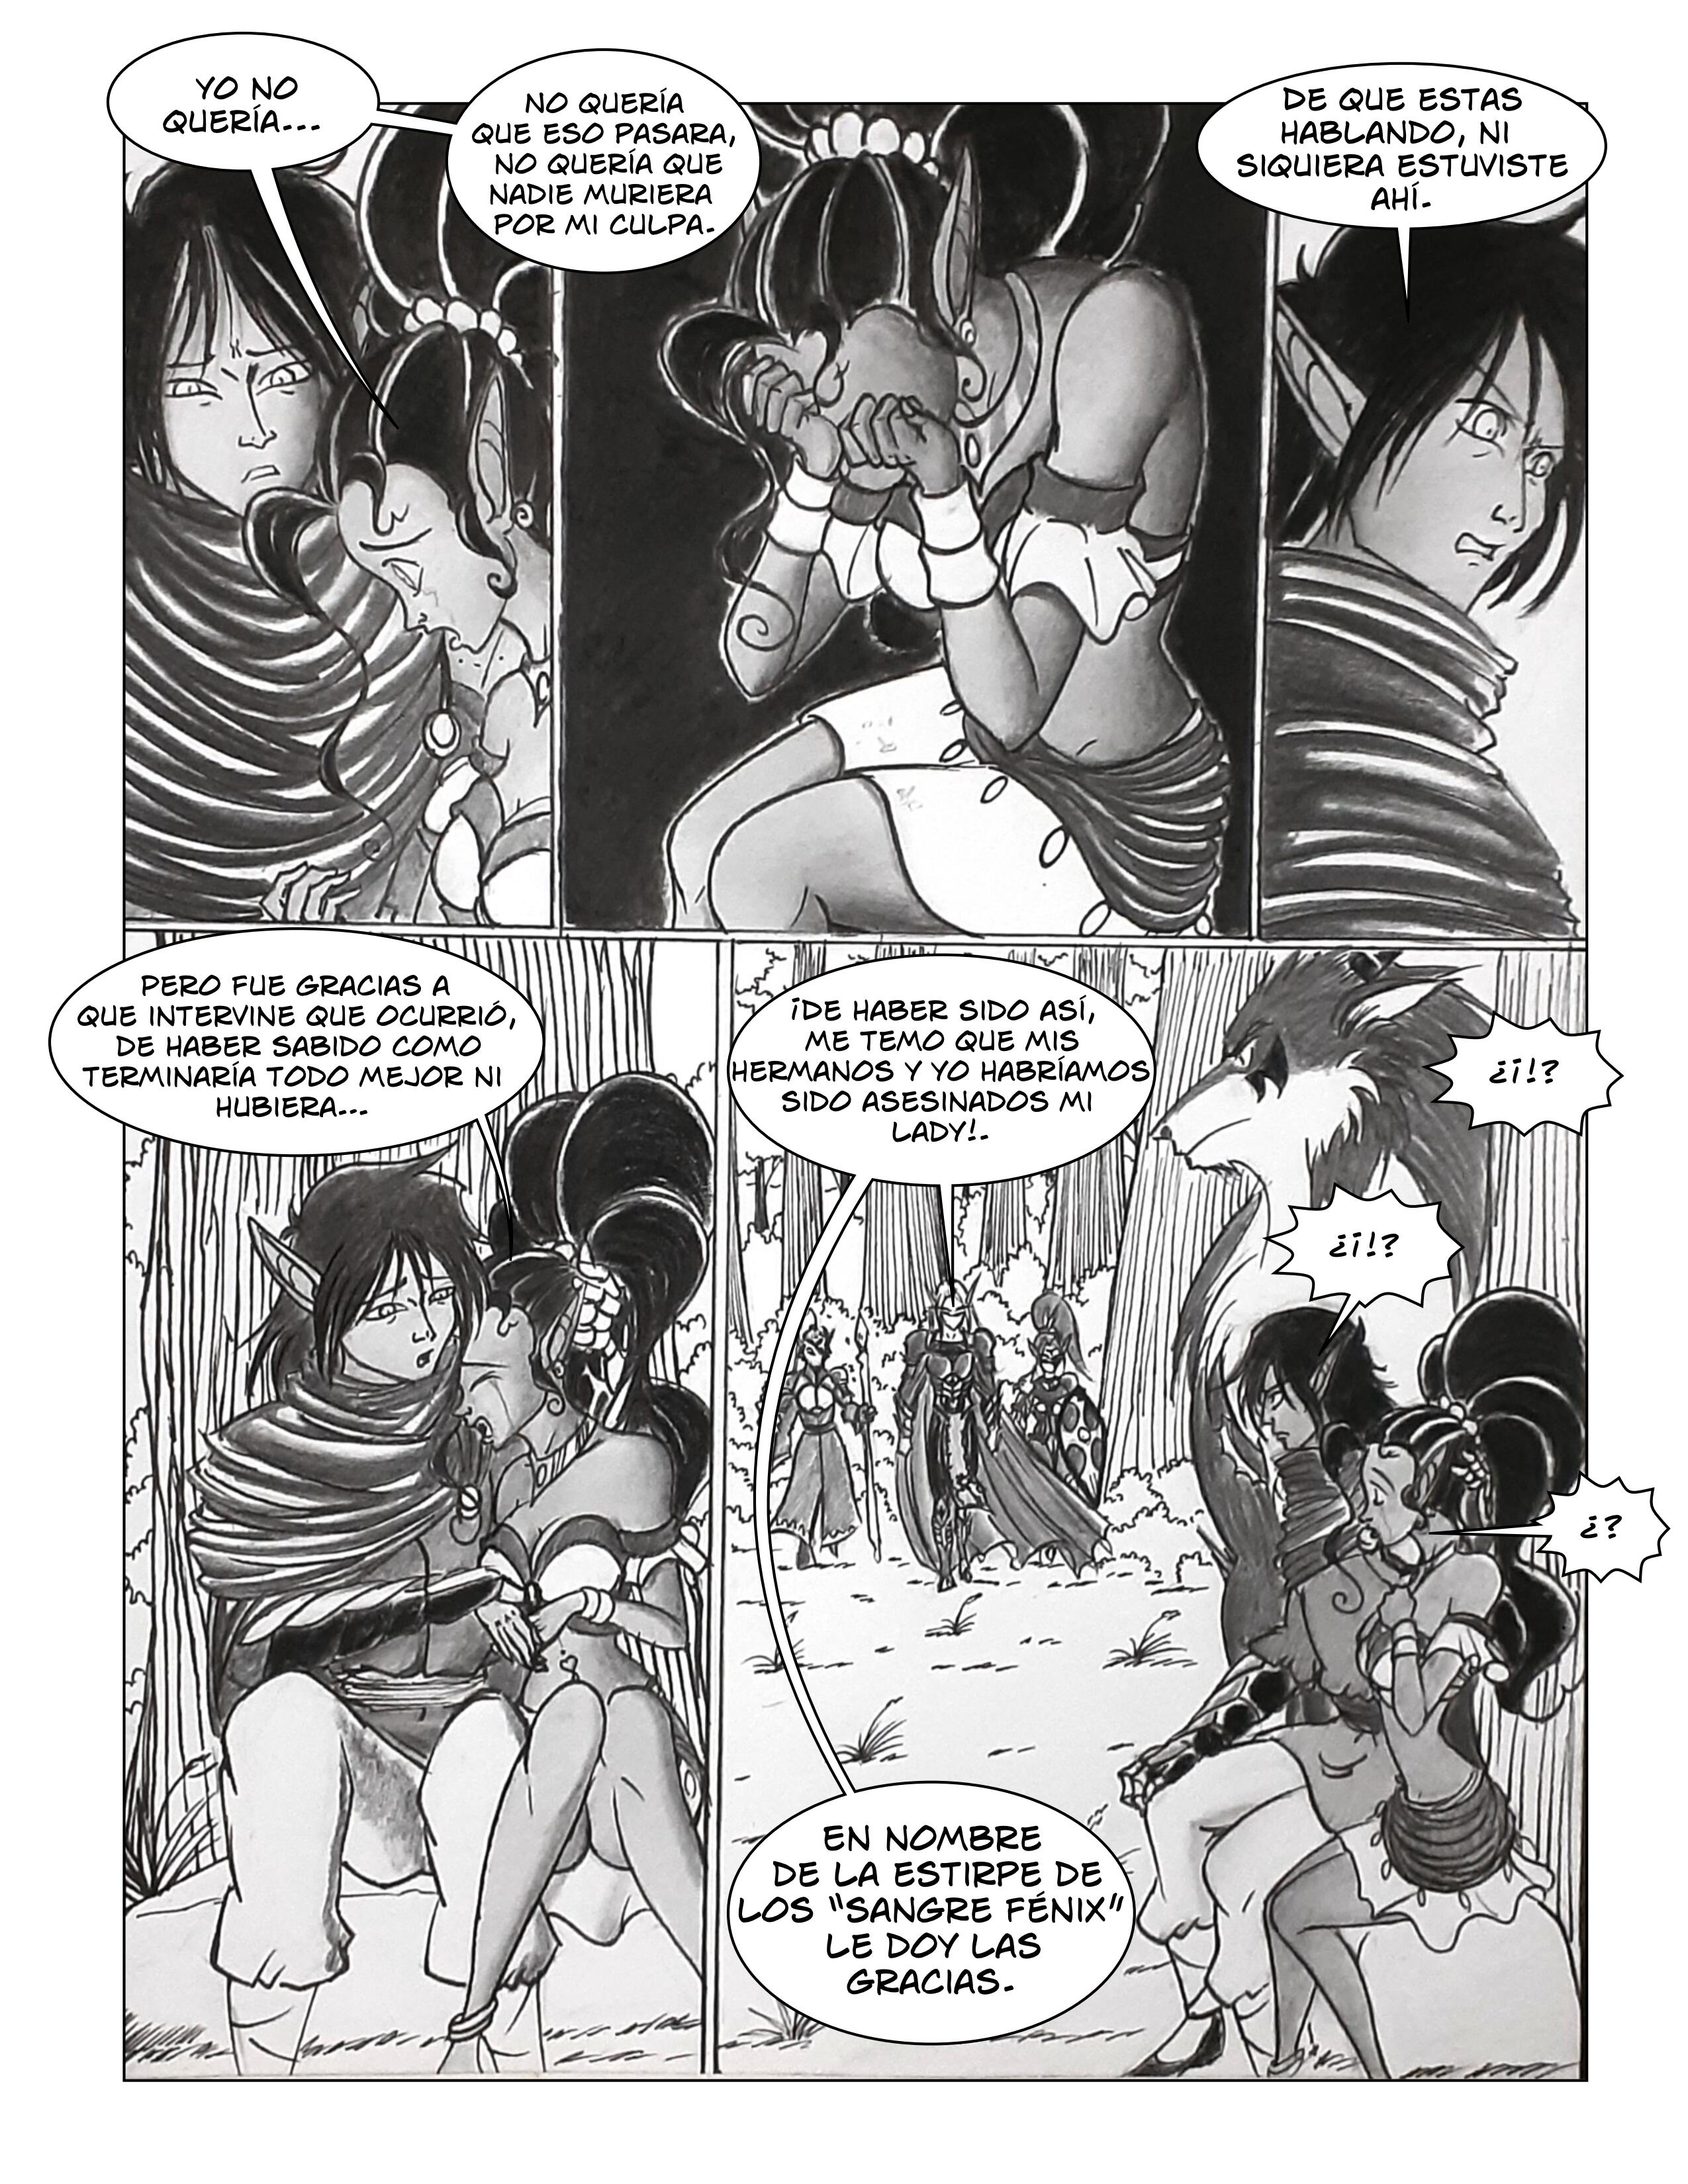 YO NO
QUERÍA...
NO QUERÍA
QUE ESO PASARA,
NO QUERÍA QUE
NADIE MURIERA
POR MI CULPA.
DE QUE ESTAS
HABLANDO, NI
SIQUIERA ESTUVISTE
AHÍ.
PERO FUE GRACIAS A
QUE INTERVINE QUE OCURRIÓ,
DE HABER SABIDO COMO
TERMINARÍA TODO MEJOR NI
HUBIERA...
¡DE HABER SIDO ASÍ,
ME TEMO QUE MIS
HERMANOS Y YO HABRÍAMOS
SIDO ASESINADOS MI
LADY!.
¿¡!?
¿¡!?
¿?
EN NOMBRE
DE LA ESTIRPE DE
LOS "SANGRE FÉNIX"
LE DOY LAS
GRACIAS.